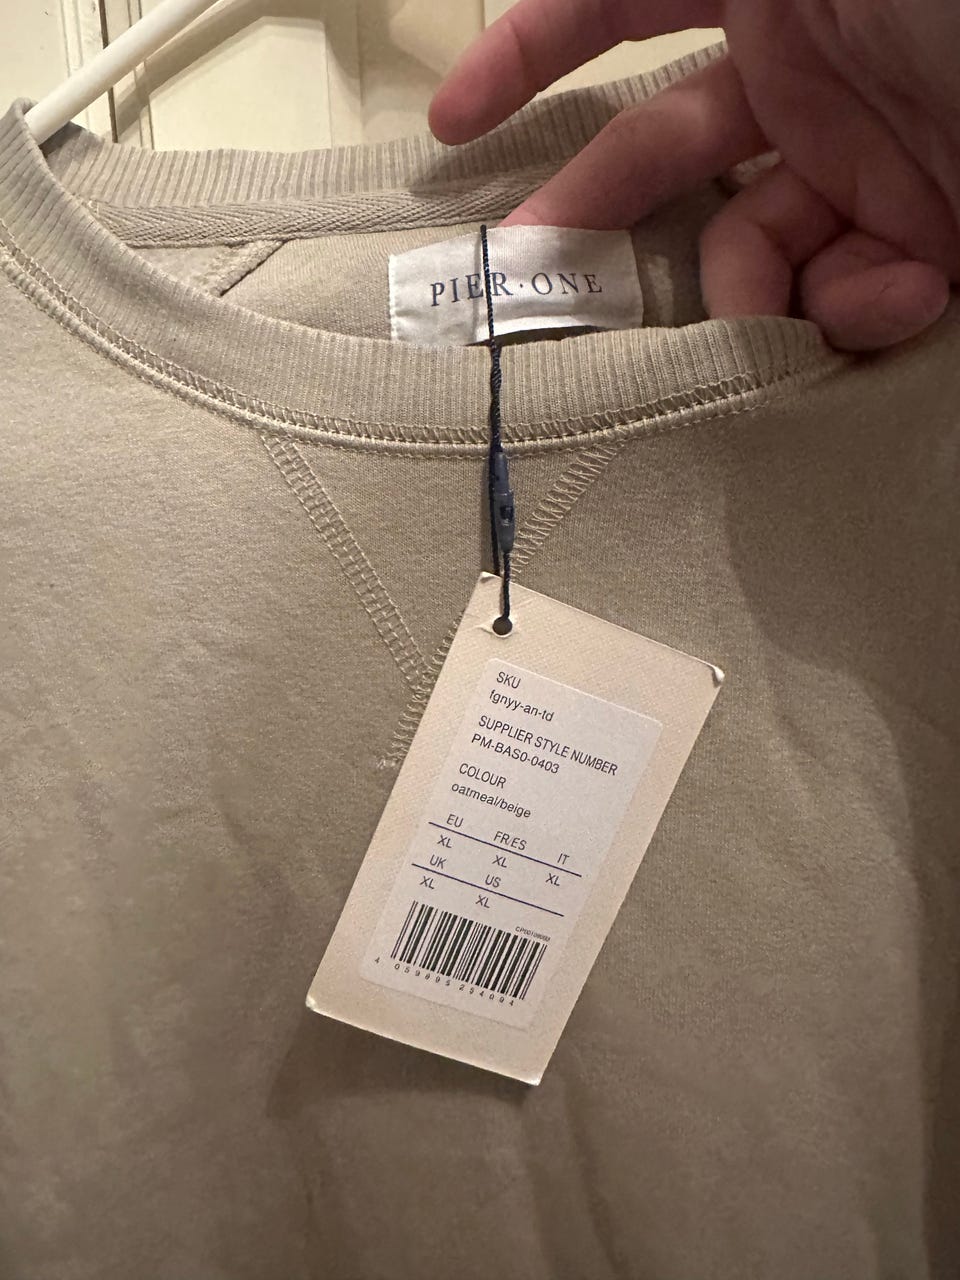 PIER·ONE
SKU
fgnyy-an-td
SUPPLIER STYLE NUMBER
PM-BAS0-0403
COLOUR
oatmeal/beige
EU FR/ES IT
XL XL XL
UK US
XL XL
4 059895 254094